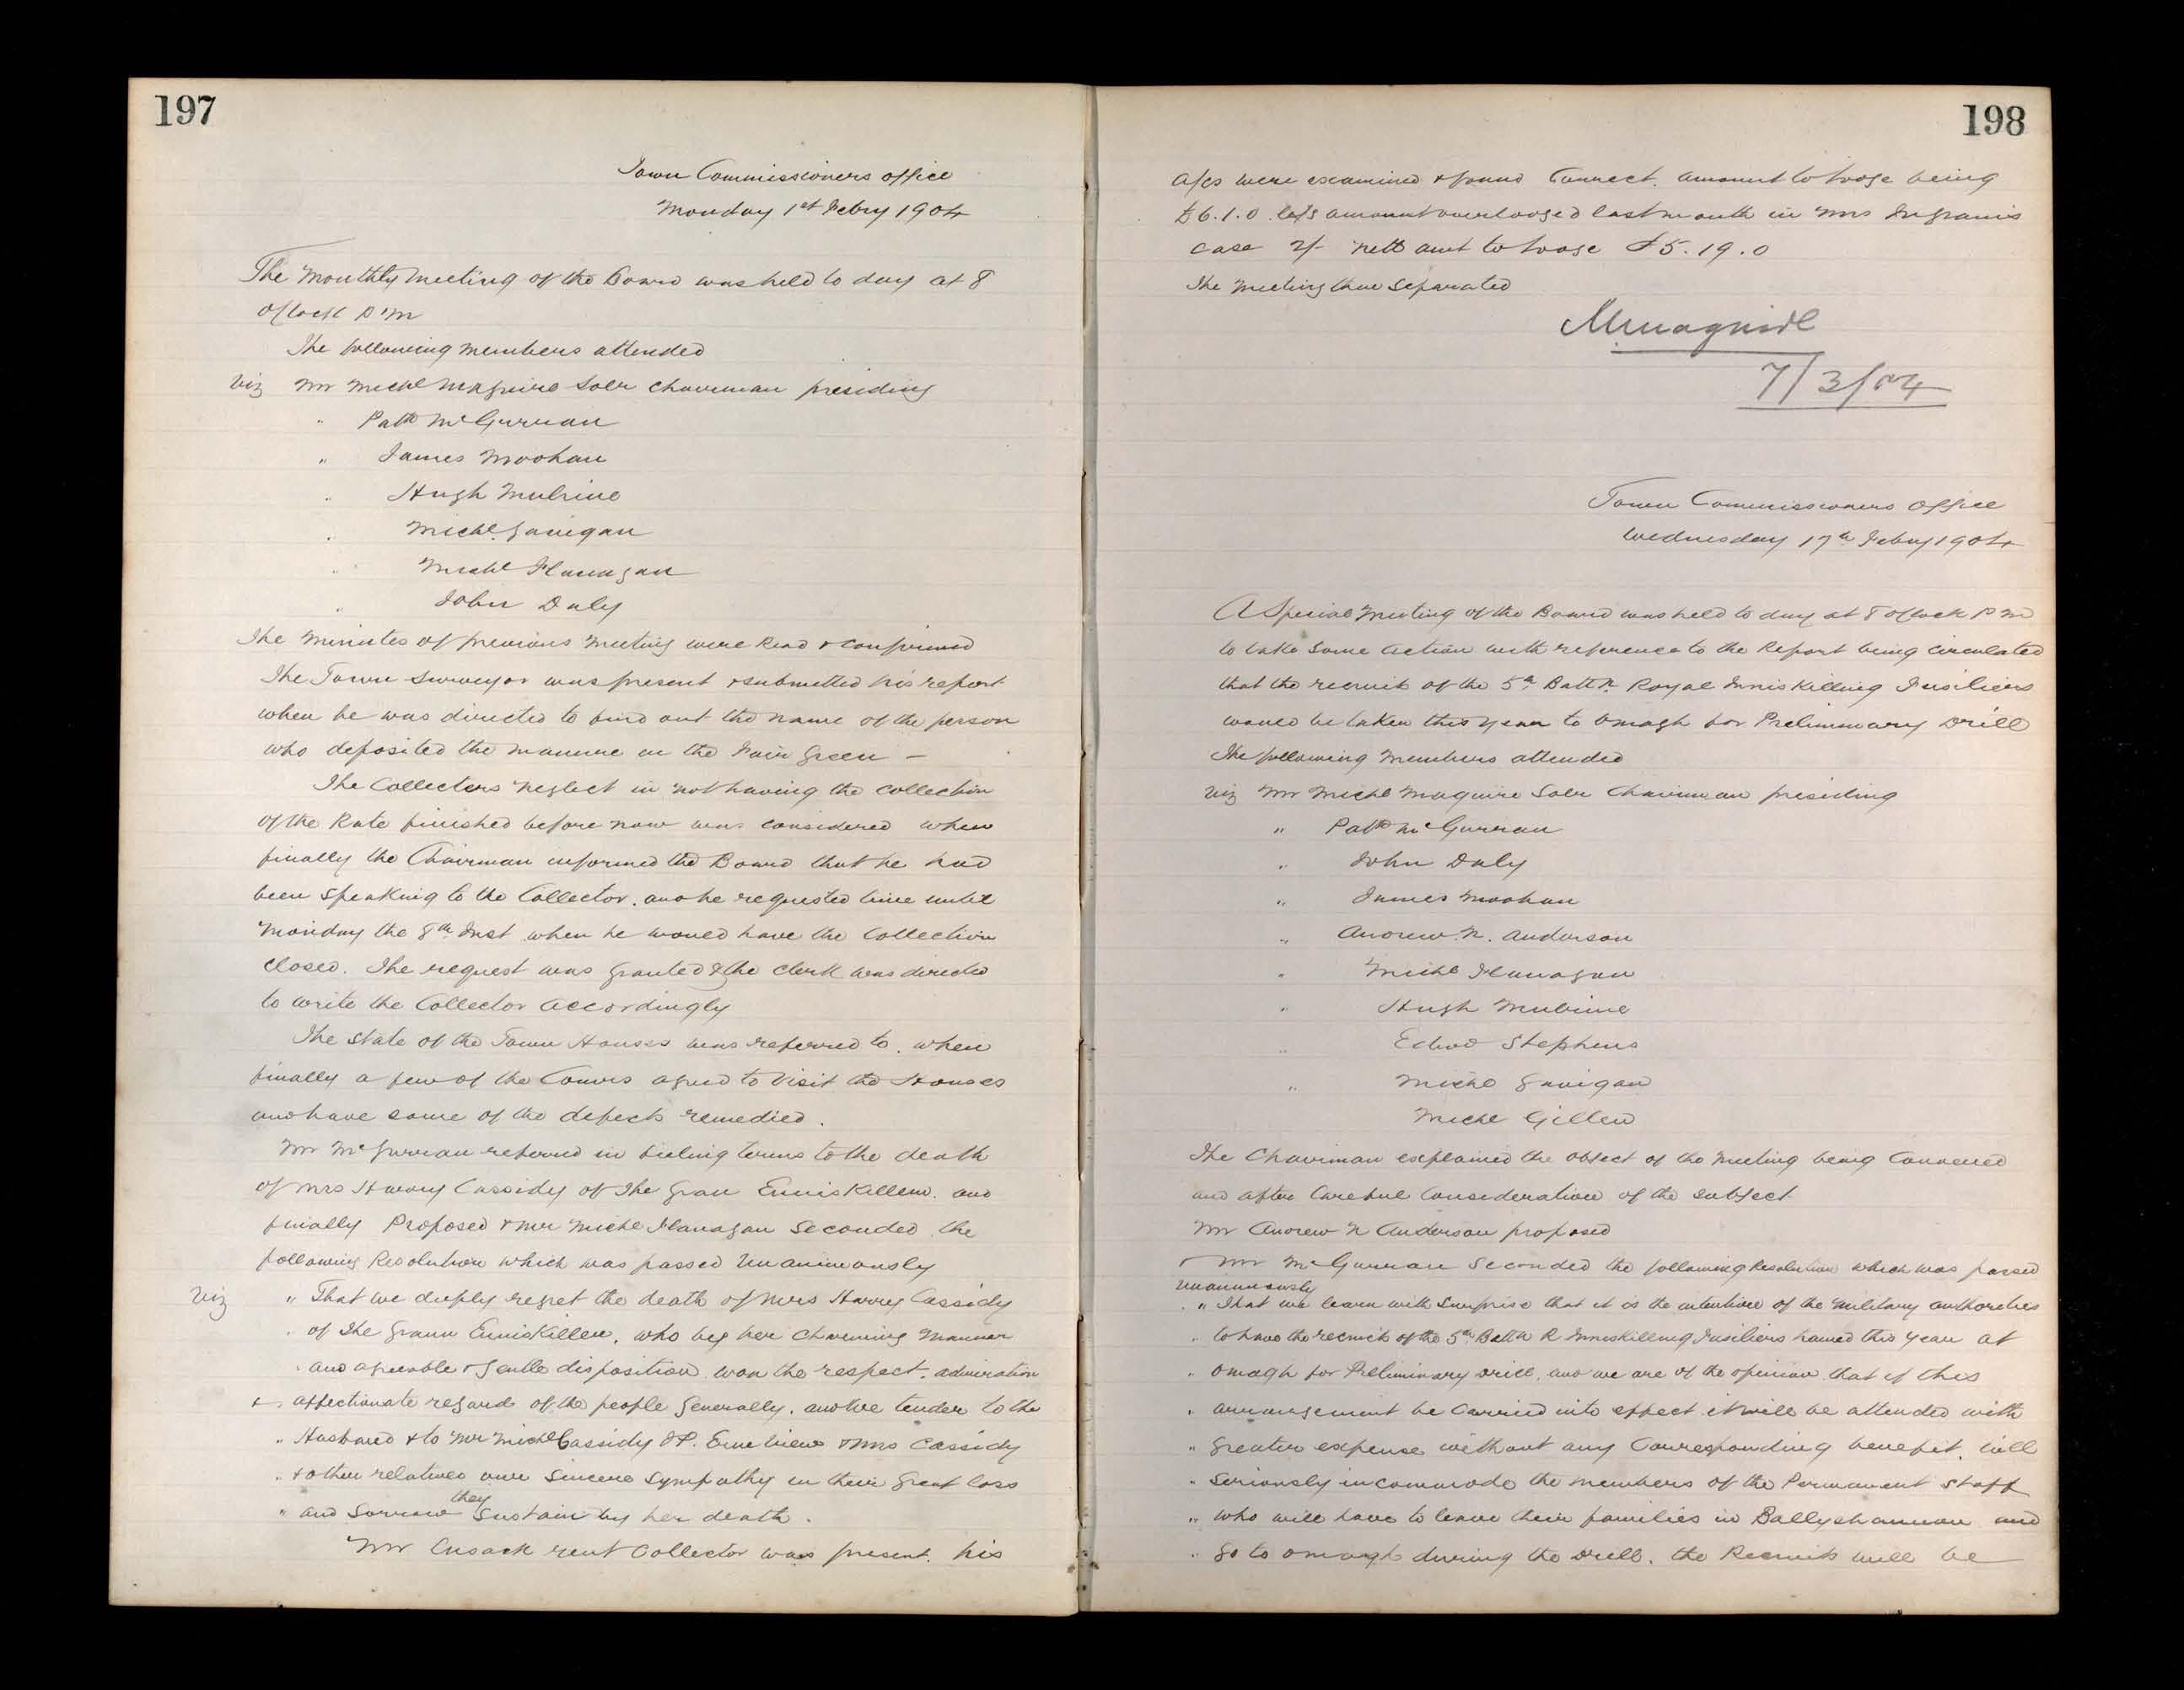 197
Town Commissioners office
Monday 1st Febry 1904
The Monthly Meeting of the Board was held to day at 8
o'Clock P.M
The following members attended
Viz Mr Michl Maguire Solr Chairman presiding
" Patk McGurran
" James Moohan
" Hugh Mulrine
" Michl Gavigan
" Michl Flanagan
" John Daly
The Minutes of previous Meeting were Read & confirmed
The Town Surveyor was present & submitted his report
when he was directed to find out the name of the person
who deposited the manure on the Fair Green —
The Collectors neglect in not having the collection
of the Rate finished before now was considered when
finally the Chairman informed the Board that he had
been speaking to the Collector, and he requested time until
Monday the 8th Inst when he would have the Collection
closed. The request was granted & the Clerk was directed
to write the Collector accordingly
The state of the Town Houses was referred to, when
finally a few of the Comrs agreed to visit the Houses
and have some of the defects remedied.
Mr McGurran referred in feeling terms to the death
of Mrs Harry Cassidy of The Graan Enniskillen, and
finally Proposed & Mr Michl Flanagan Seconded the
following Resolution which was passed Unanimously
Viz " That we deeply regret the death of Mrs Harry Cassidy
" of The Graan Enniskillen, who by her charming manner
" and agreeable & gentle disposition won the respect, admiration
& " affectionate regard of the people generally, and we tender to the
" Husband & to Mr Michl Cassidy J.P. Erne View & Mrs Cassidy
" & other relatives our sincere sympathy in their great loss
" and sorrow they sustain by her death.
Mr Cusack rent Collector was present, his
198
a/cs were examined & found Correct. Amount to lodge being
£6.1.0 less amount overlodged last month in Mrs Ingram's
case 2/- nett amt to lodge £5.19.0
The Meeting then separated
M Maguire
7/3/04
Town Commissioners Office
Wednesday 17th Febry 1904
A Special Meeting of the Board was held to day at 8 o'Clock P M
to take some action with reference to the Report being circulated
that the recruits of the 5th Battn Royal Inniskilling Fusiliers
would be taken this year to Omagh for Preliminary Drill
The following Members attended
Viz Mr Michl Maguire Solr Chairman presiding
" Patk McGurran
" John Daly
" James Moohan
" Andrew N. Anderson
" Michl Flanagan
" Hugh Mulrine
" Edwd Stephens
" Michl Gavigan
Michl Gillen
The Chairman explained the object of the Meeting being Convened
and after Careful Consideration of the subject
Mr Andrew N Anderson proposed
& Mr McGurran Seconded the following Resolution which was passed
Unanimously
" That we learn with surprise that it is the intention of the Military authorities
" to have the recruits of the 5th Battn R Inniskilling Fusiliers trained this year at
" Omagh for Preliminary Drill, and we are of the opinion that if this
" arrangement be Carried into effect it will be attended with
" greater expense without any Corresponding benefit, will
" seriously incommode the members of the Permanent Staff
" who will have to leave their families in Ballyshannon and
" go to Omagh during the Drill, the Recruits will be